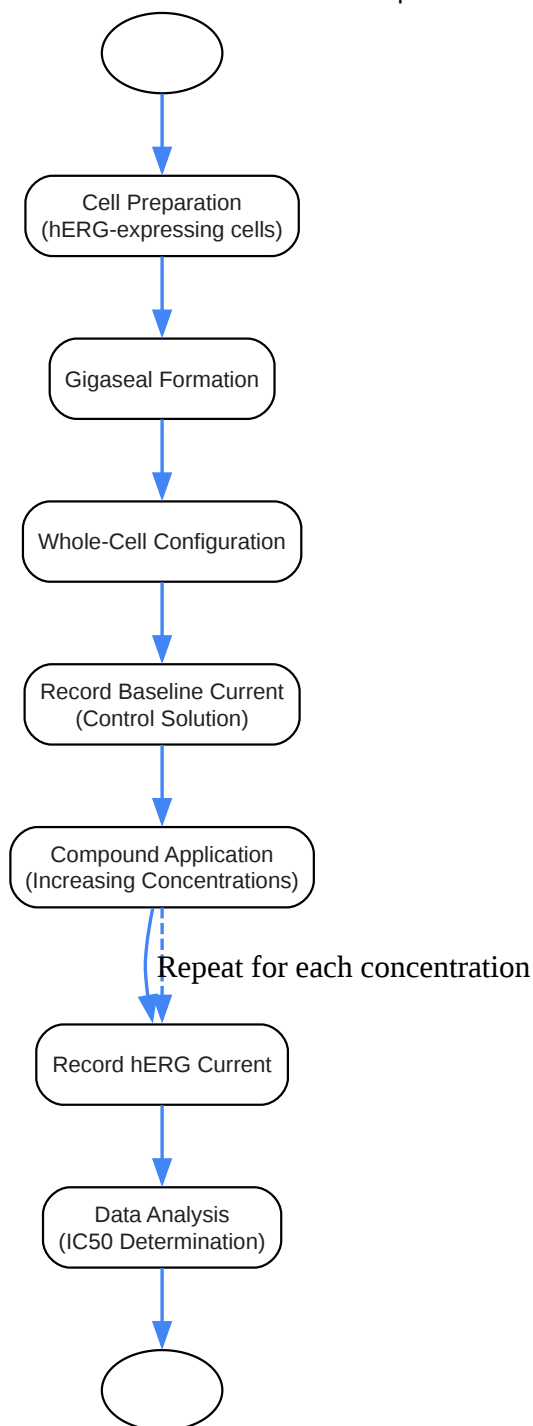 Cell Preparation
(hERG-expressing cells)
Gigaseal Formation
Whole-Cell Configuration
Record Baseline Current
(Control Solution)
Compound Application
(Increasing Concentrations)
Repeat for each concentration
Record hERG Current
Data Analysis
(IC50 Determination)